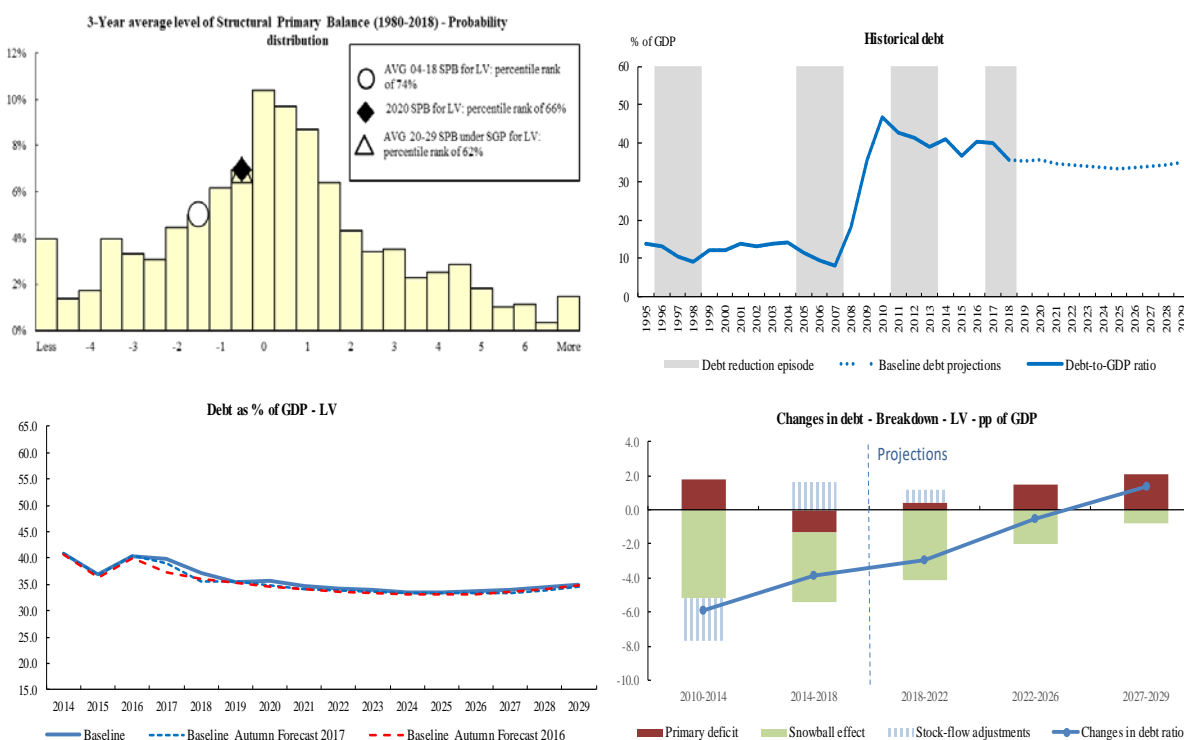 3-Year average level of Structural Primary Balance (1980-2018) - Probability
distribution
12%
10%
8%
6%
4%
2%
0%
AVG 04-18 SPB for LV: percentile rank
of 74%
2020 SPB for LV: percentile rank of 66%
AVG 20-29 SPB under SGP for LV:
percentile rank of 62%
Less -4 -3 -2 -1 0 1 2 3 4 5 6 More
% of GDP
Historical debt
60
50
40
30
20
10
0
1995 1996 1997 1998 1999 2000 2001 2002 2003 2004 2005 2006 2007 2008 2009 2010 2011 2012 2013 2014 2015 2016 2017 2018 2019 2020 2021 2022 2023 2024 2025 2026 2027 2028 2029
Debt reduction episode Baseline debt projections Debt-to-GDP ratio
Debt as % of GDP - LV
65.0
60.0
55.0
50.0
45.0
40.0
35.0
30.0
25.0
20.0
15.0
2014 2015 2016 2017 2018 2019 2020 2021 2022 2023 2024 2025 2026 2027 2028 2029
Baseline Baseline Autumn Forecast 2017 Baseline Autumn Forecast 2016
Changes in debt - Breakdown - LV - pp of GDP
4.0
2.0
0.0
-2.0
-4.0
-6.0
-8.0
-10.0
Projections
2010-2014 2014-2018 2018-2022 2022-2026 2027-2029
Primary deficit Snowball effect Stock-flow adjustments Changes in debt ratio